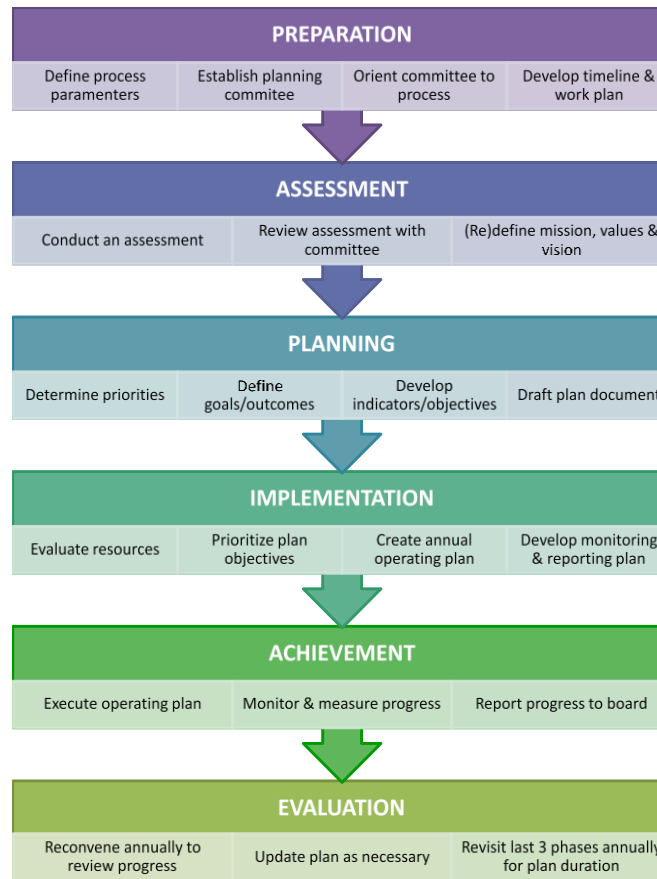 PREPARATION
Define process
paramenters
Establish planning
commitee
Orient committee to
process
Develop timeline &
work plan
ASSESSMENT
Conduct an assessment
Review assessment with
committee
(Re)define mission, values &
vision
PLANNING
Determine priorities
Define
goals/outcomes
Develop
indicators/objectives
Draft plan document
IMPLEMENTATION
Evaluate resources
Prioritize plan
objectives
Create annual
operating plan
Develop monitoring
& reporting plan
ACHIEVEMENT
Execute operating plan
Monitor & measure progress
Report progress to board
EVALUATION
Reconvene annually to
review progress
Update plan as necessary
Revisit last 3 phases annually
for plan duration